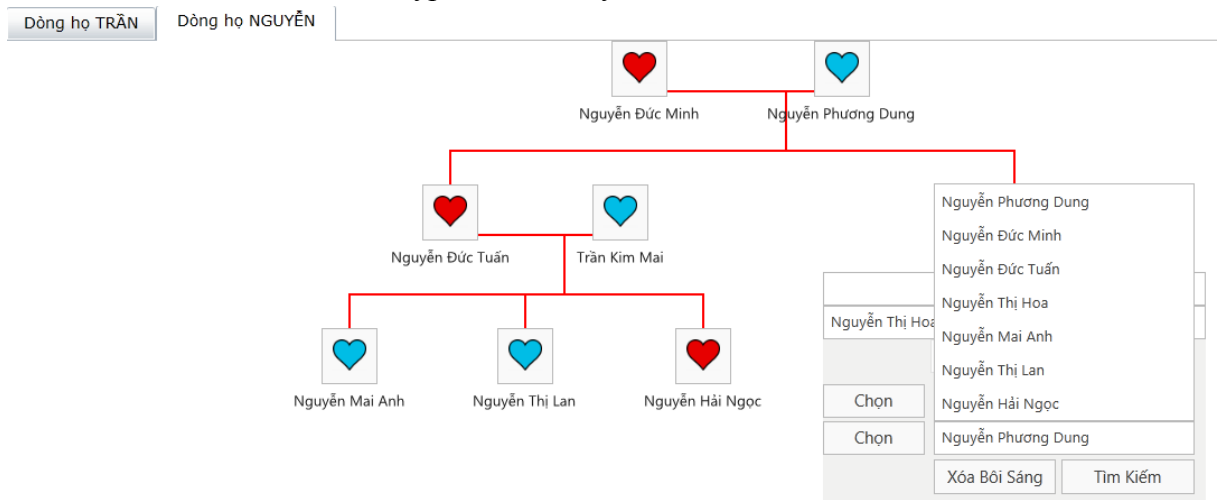 Dòng họ TRẦN
Dòng họ NGUYỄN
Nguyễn Đức Minh
Nguyễn Phương Dung
Nguyễn Đức Tuấn
Trần Kim Mai
Nguyễn Mai Anh
Nguyễn Thị Lan
Nguyễn Hải Ngọc
Nguyễn Phương Dung
Nguyễn Đức Minh
Nguyễn Đức Tuấn
Nguyễn Thị Hoa
Nguyễn Mai Anh
Nguyễn Thị Lan
Nguyễn Hải Ngọc
Nguyễn Thị Hoa
Chọn
Chọn
Nguyễn Phương Dung
Xóa Bôi Sáng
Tìm Kiếm